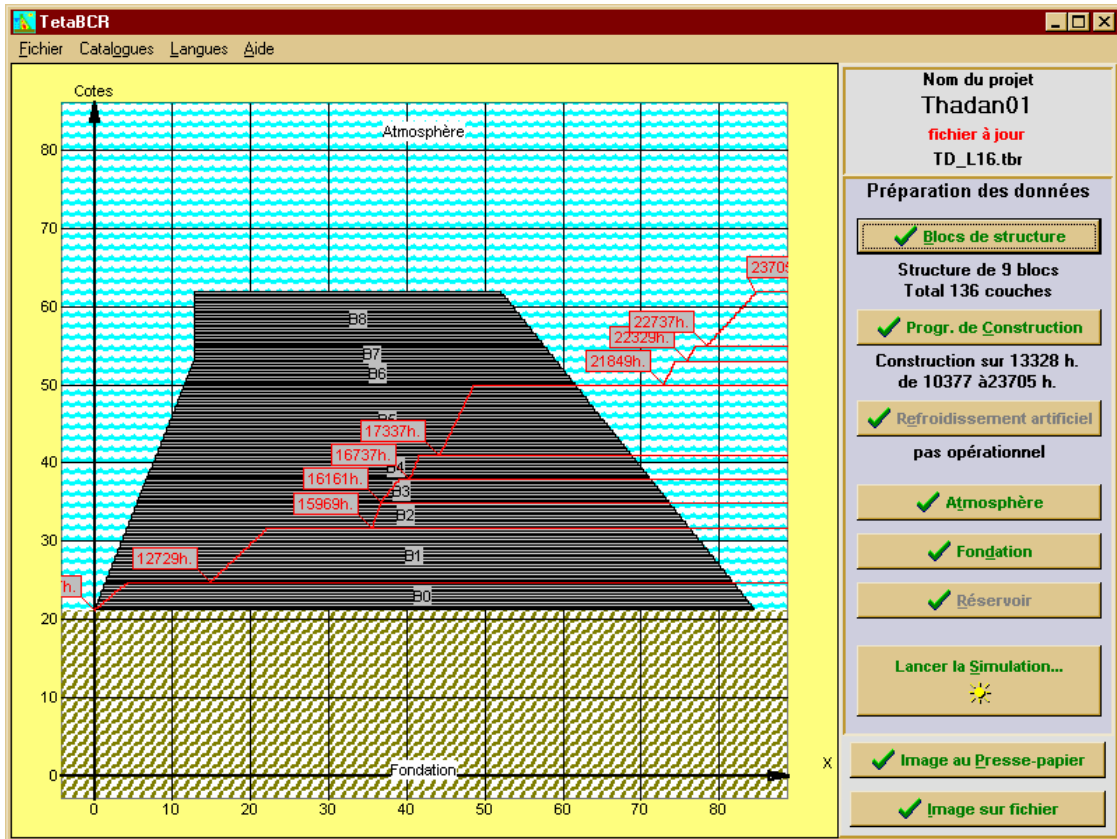 TetaBCR
Fichier Catalogues Langues Aide
Cotes
Atmosphère
80
70
60
50
40
30
20
10
0
23705
22737h.
22329h.
21849h.
17337h.
16737h.
16161h.
15969h.
12729h.
h.
B8
B7
B6
B5
B4
B3
B2
B1
B0
Fondation
X
0 10 20 30 40 50 60 70 80
Nom du projet
Thadan01
fichier à jour
TD_L16.tbr
Préparation des données
Blocs de structure
Structure de 9 blocs
Total 136 couches
Progr. de Construction
Construction sur 13328 h.
de 10377 à23705 h.
Refroidissement artificiel
pas opérationnel
Atmosphère
Fondation
Réservoir
Lancer la Simulation...
Image au Presse-papier
Image sur fichier